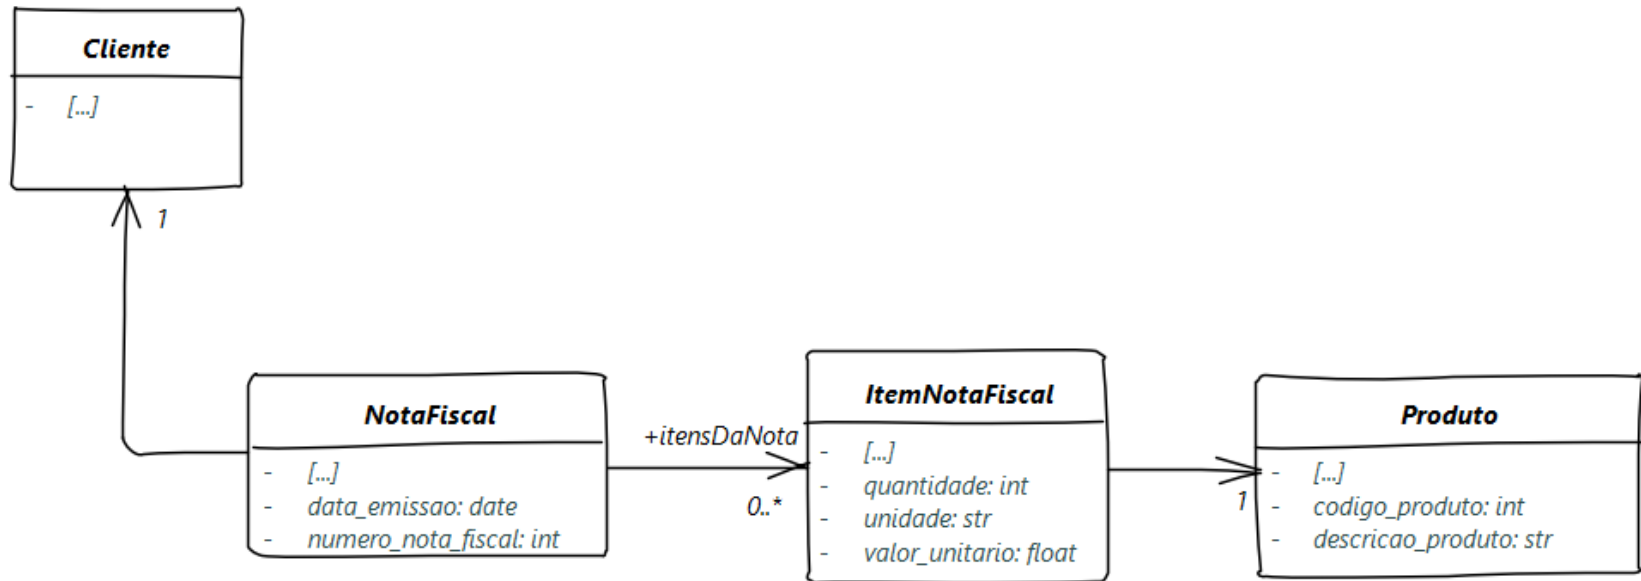 Cliente
- [...]
1
NotaFiscal
- [...]
- data_emissao: date
- numero_nota_fiscal: int
+itensDaNota
0..*
ItemNotaFiscal
- [...]
- quantidade: int
- unidade: str
- valor_unitario: float
1
Produto
- [...]
- codigo_produto: int
- descricao_produto: str